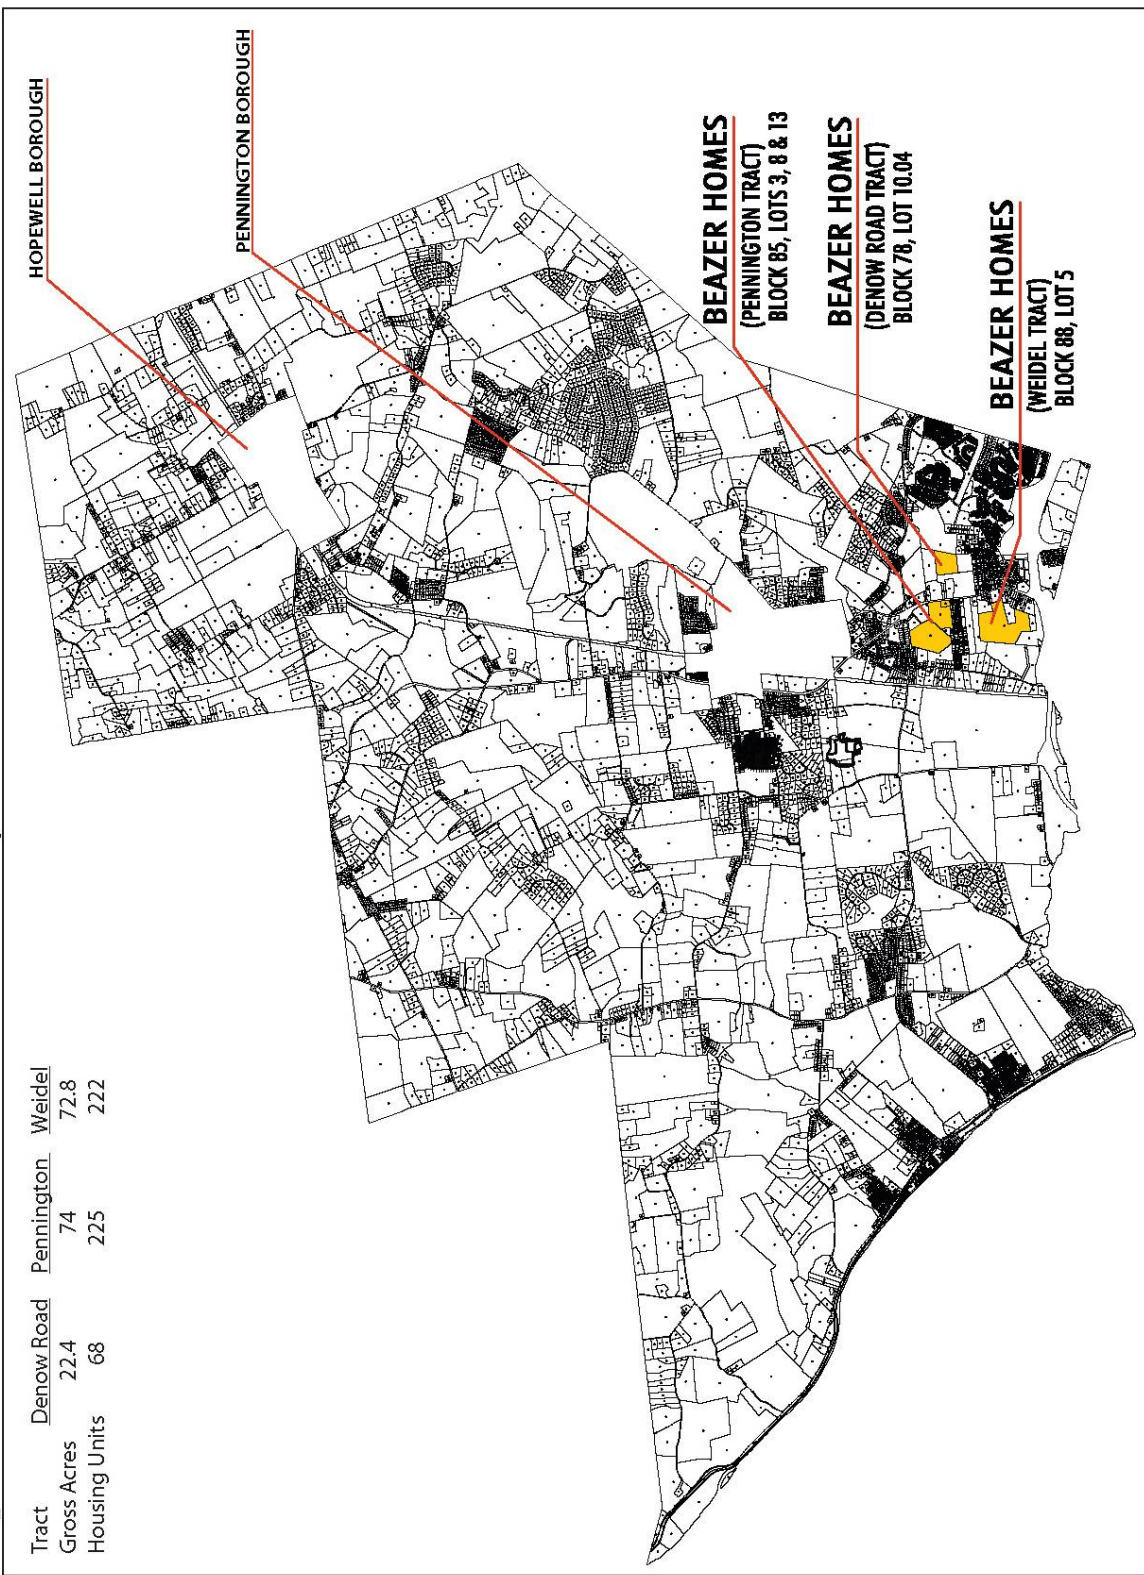 Tract Denow Road Pennington Weidel
Gross Acres 22.4 74 72.8
Housing Units 68 225 222
HOPEWELL BOROUGH
PENNINGTON BOROUGH
BEAZER HOMES
(PENNINGTON TRACT)
BLOCK 85, LOTS 3, 8 & 13
BEAZER HOMES
(DENOW ROAD TRACT)
BLOCK 78, LOT 10.04
BEAZER HOMES
(WEIDEL TRACT)
BLOCK 88, LOT 5